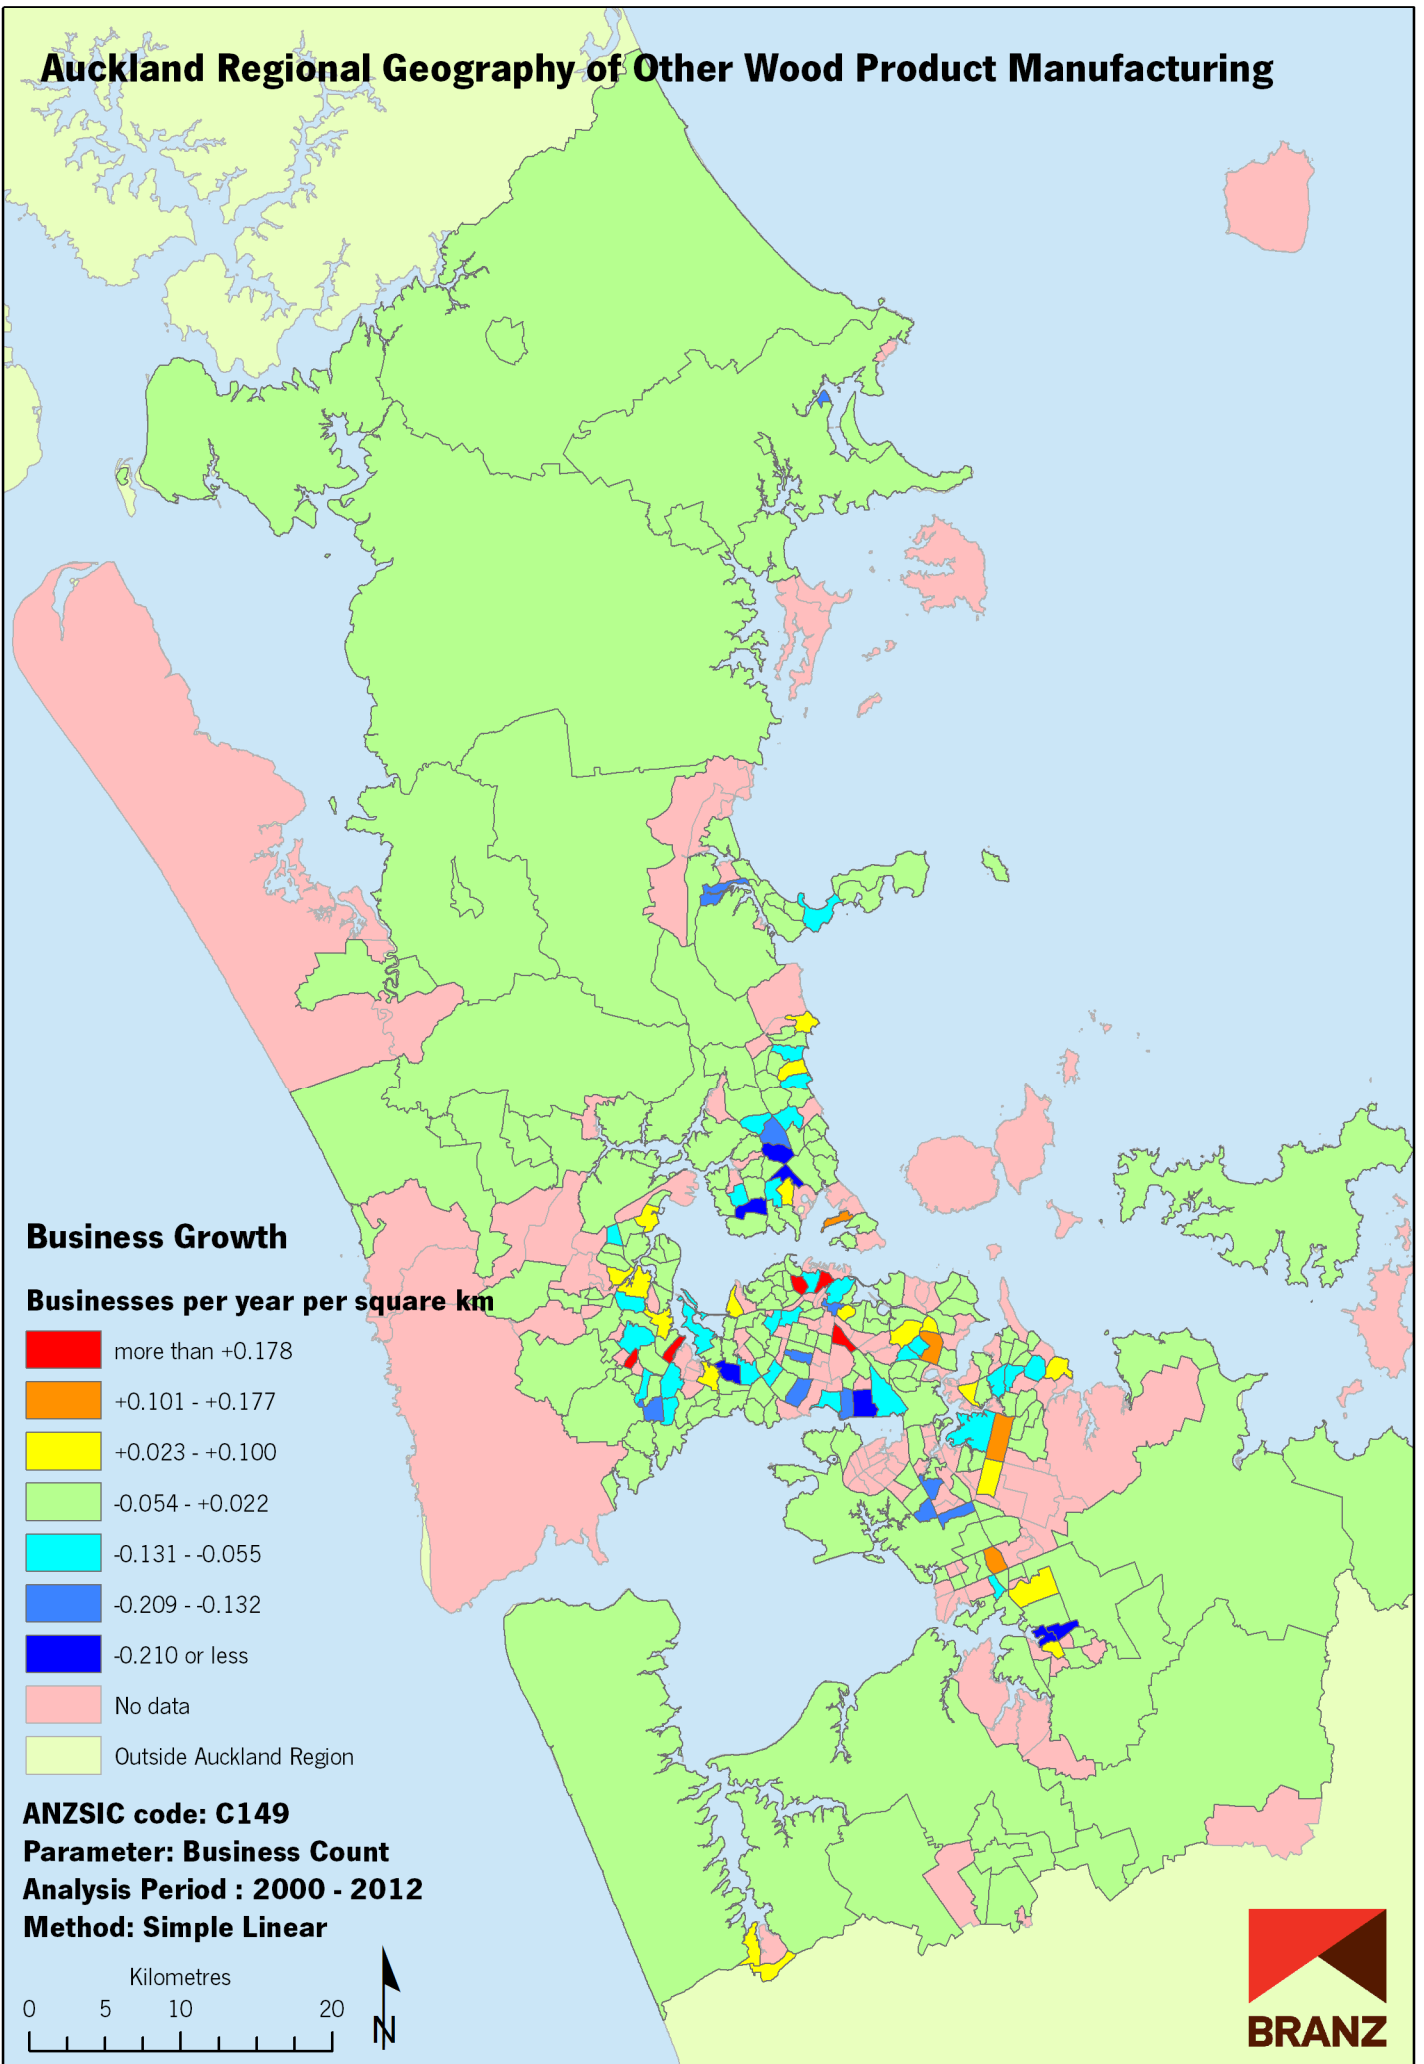 Auckland Regional Geography of Other Wood Product Manufacturing
Business Growth
Businesses per year per square km
more than +0.178
+0.101 - +0.177
+0.023 - +0.100
-0.054 - +0.022
-0.131 - -0.055
-0.209 - -0.132
-0.210 or less
No data
Outside Auckland Region
ANZSIC code: C149
Parameter: Business Count
Analysis Period : 2000 - 2012
Method: Simple Linear
Kilometres
0 5 10 20
N
BRANZ